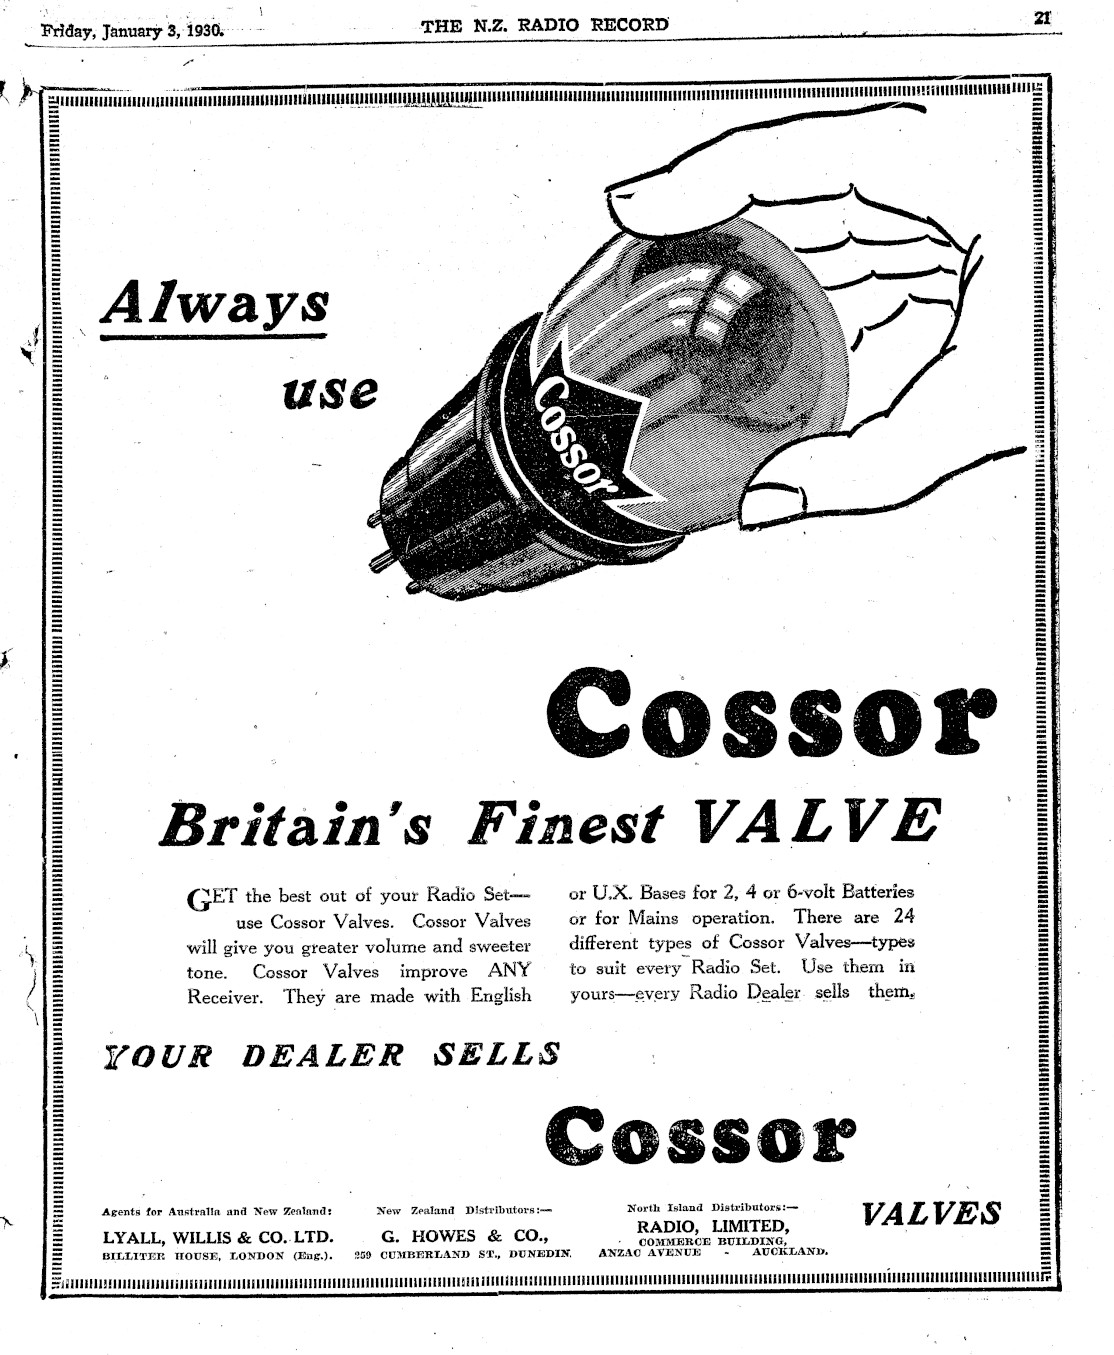 Friday, January 3, 1930.
THE N.Z. RADIO RECORD
21
Always
use
Cossor
Cossor
Britain's Finest VALVE
GET the best out of your Radio Set—
use Cossor Valves. Cossor Valves
will give you greater volume and sweeter
tone. Cossor Valves improve ANY
Receiver. They are made with English
or U.X. Bases for 2, 4 or 6-volt Batteries
or for Mains operation. There are 24
different types of Cossor Valves—types
to suit every Radio Set. Use them in
yours—every Radio Dealer sells them.
YOUR DEALER SELLS
Cossor
VALVES
Agents for Australia and New Zealand:
LYALL, WILLIS & CO. LTD.
BILLITER HOUSE, LONDON (Eng.).
New Zealand Distributors:—
G. HOWES & CO.,
259 CUMBERLAND ST., DUNEDIN.
North Island Distributors:—
RADIO, LIMITED,
COMMERCE BUILDING,
ANZAC AVENUE - AUCKLAND.